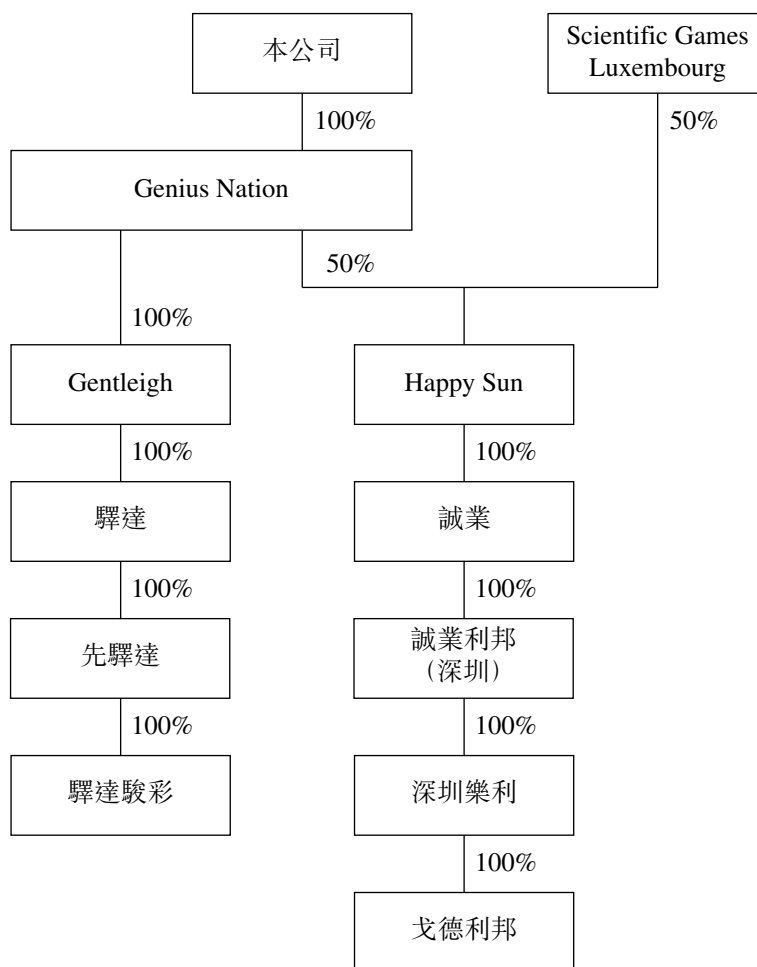 本公司
Scientific Games
Luxembourg
100%
50%
Genius Nation
50%
100%
Gentleigh
Happy Sun
100%
100%
驛達
誠業
100%
100%
先驛達
誠業利邦
（深圳）
100%
100%
驛達駿彩
深圳樂利
100%
戈德利邦